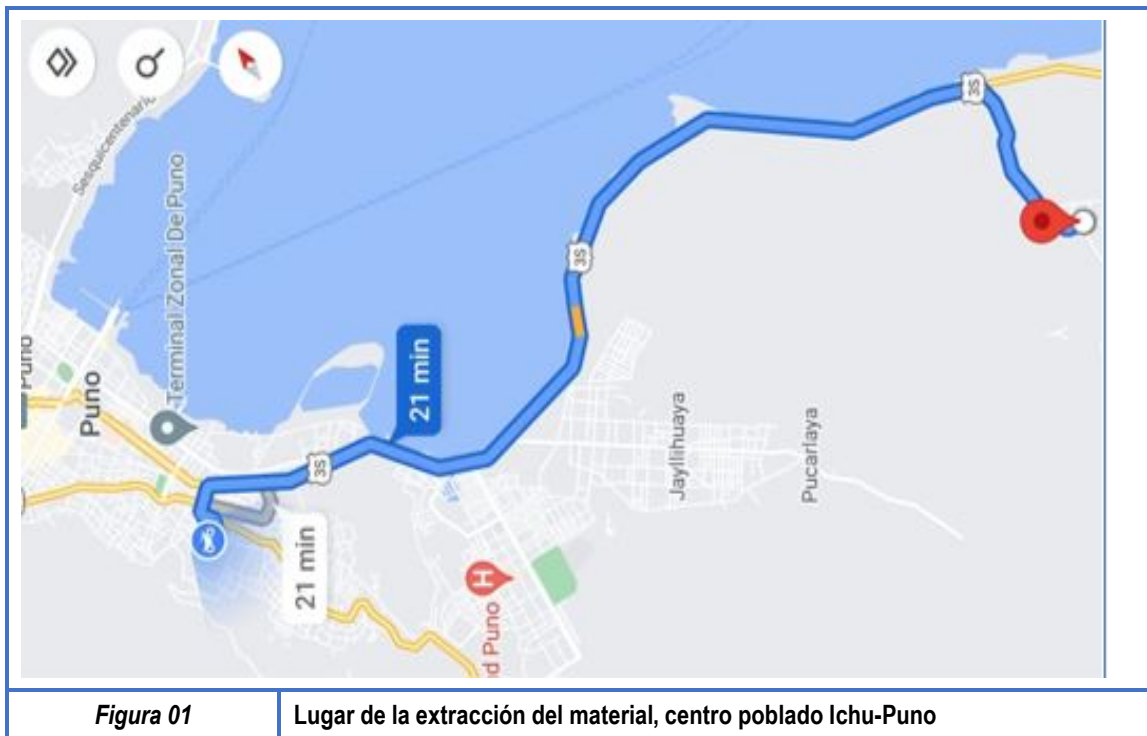 Sesquicentenario
Puno
Puno
Terminal Zonal De Puno
3S
21 min
21 min
3S
3S
Jayllihuaya
Pucarlaya
H
d Puno
Figura 01
Lugar de la extracción del material, centro poblado Ichu-Puno